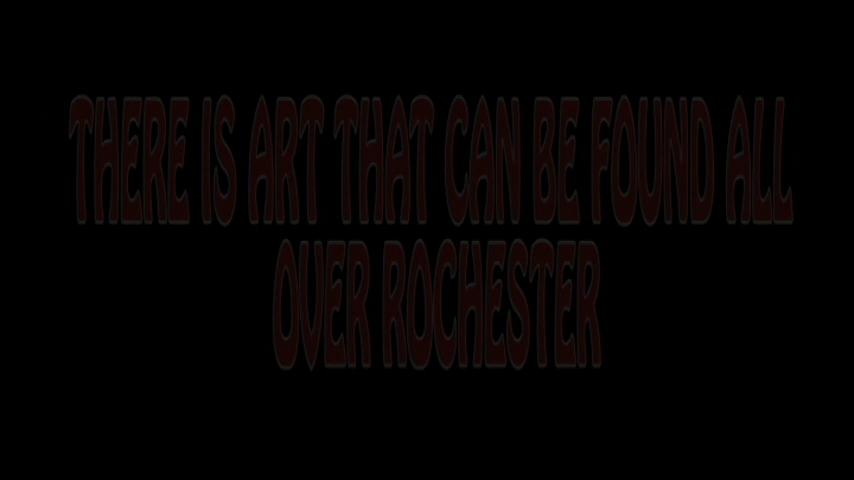 THERE IS ART THAT CAN BE FOUND ALL
OVER ROCHESTER